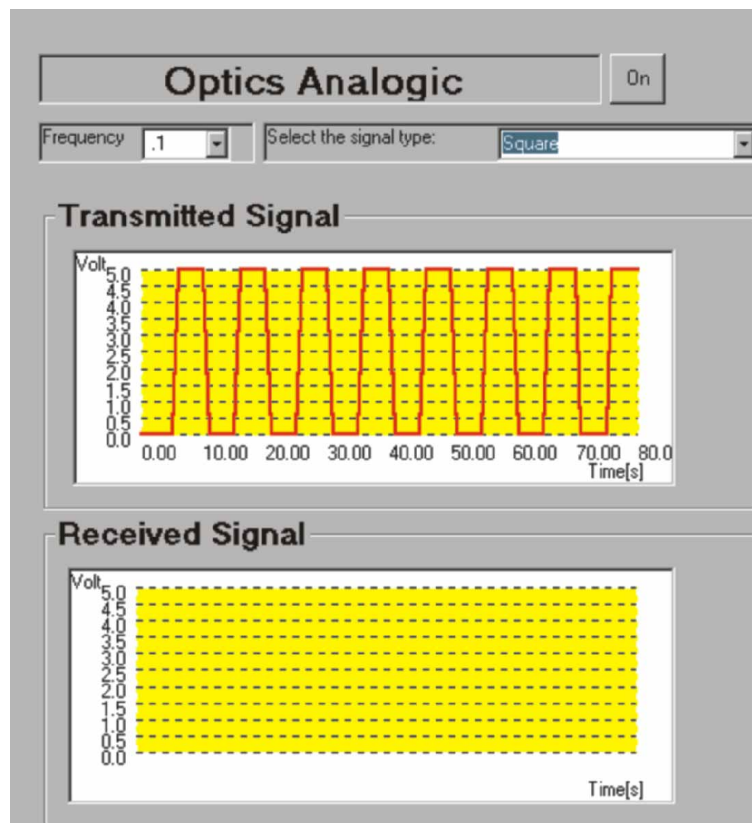 Optics Analogic
On
Frequency .1 Select the signal type: Square
Transmitted Signal
Volt
5.0
4.5
4.0
3.5
3.0
2.5
2.0
1.5
1.0
0.5
0.0
0.00 10.00 20.00 30.00 40.00 50.00 60.00 70.00 80.0
Time[s]
Received Signal
Volt
5.0
4.5
4.0
3.5
3.0
2.5
2.0
1.5
1.0
0.5
0.0
Time[s]